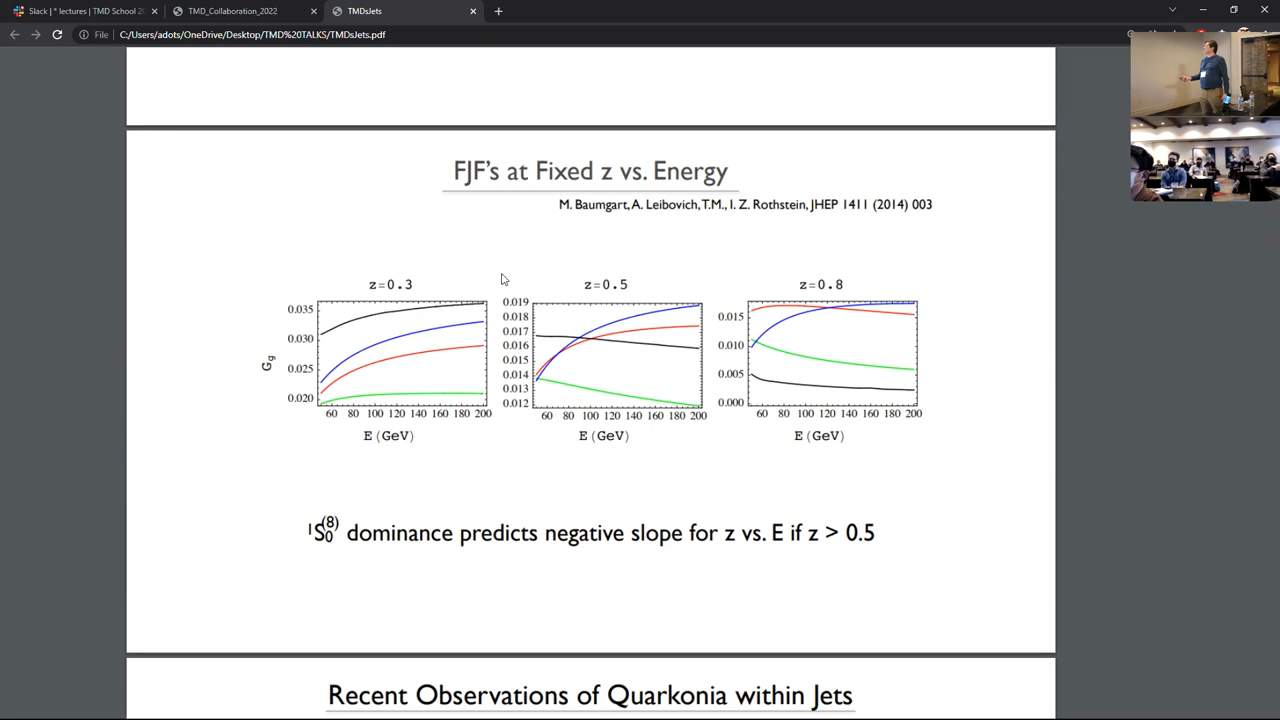 Slack | * lectures | TMD School 20
TMD_Collaboration_2022
TMDsJets
File
C:/Users/adots/OneDrive/Desktop/TMD%20TALKS/TMDsJets.pdf
FJF's at Fixed z vs. Energy
M. Baumgart, A. Leibovich, T.M., I. Z. Rothstein, JHEP 1411 (2014) 003
z=0.3
0.035
0.030
0.025
0.020
G_g
60 80 100 120 140 160 180 200
E (GeV)
z=0.5
0.019
0.018
0.017
0.016
0.015
0.014
0.013
0.012
60 80 100 120 140 160 180 200
E (GeV)
z=0.8
0.015
0.010
0.005
0.000
60 80 100 120 140 160 180 200
E (GeV)
¹S₀⁽⁸⁾ dominance predicts negative slope for z vs. E if z > 0.5
Recent Observations of Quarkonia within Jets